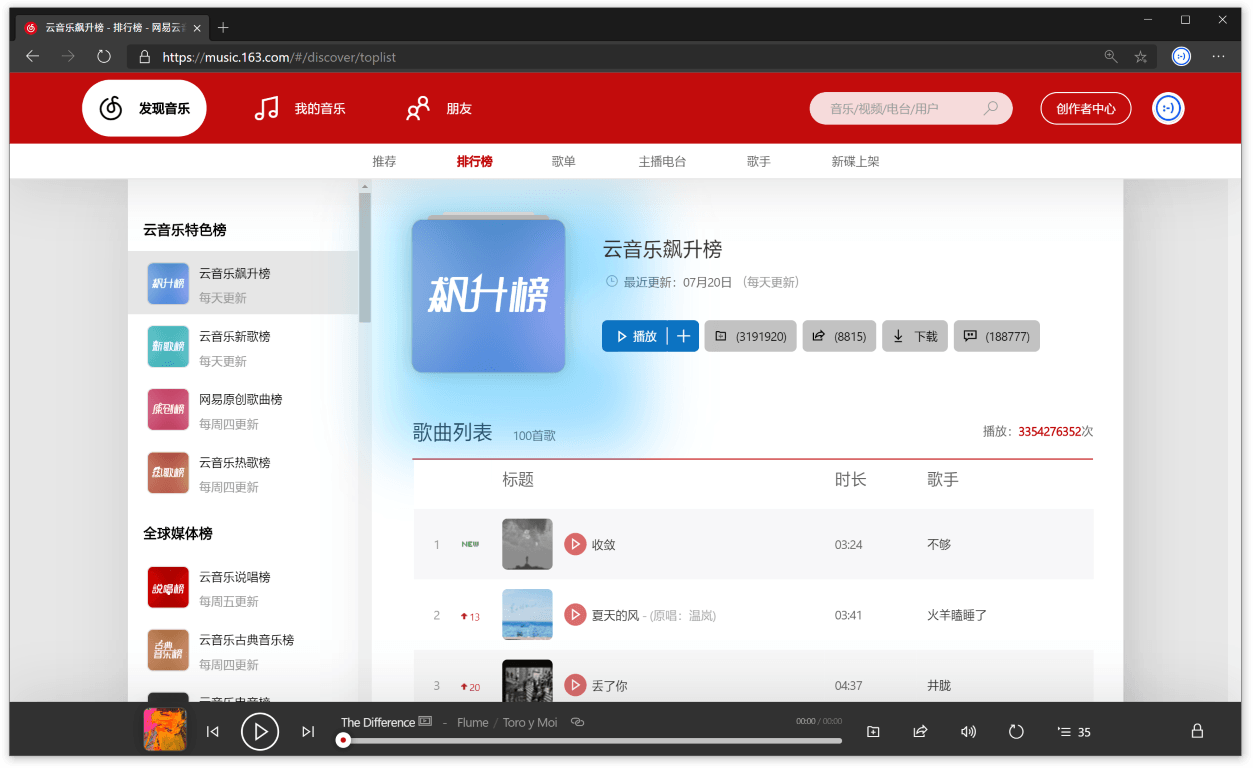 云音乐飙升榜 - 排行榜 - 网易云音
https://music.163.com/#/discover/toplist
发现音乐
我的音乐
朋友
音乐/视频/电台/用户
创作者中心
推荐
排行榜
歌单
主播电台
歌手
新碟上架
云音乐特色榜
飙升榜
云音乐飙升榜
每天更新
新歌榜
云音乐新歌榜
每天更新
原创榜
网易原创歌曲榜
每周四更新
热歌榜
云音乐热歌榜
每周四更新
全球媒体榜
说唱榜
云音乐说唱榜
每周五更新
古典
音乐榜
云音乐古典音乐榜
每周四更新
云音乐电音榜
飙升榜
云音乐飙升榜
最近更新：07月20日 （每天更新）
播放
(3191920)
(8815)
下载
(188777)
歌曲列表 100首歌
播放：3354276352次
标题 时长 歌手
1 NEW 收敛 03:24 不够
2 13 夏天的风 - (原唱：温岚) 03:41 火羊瞌睡了
3 20 丢了你 04:37 井胧
The Difference - Flume / Toro y Moi
00:00 / 00:00
35